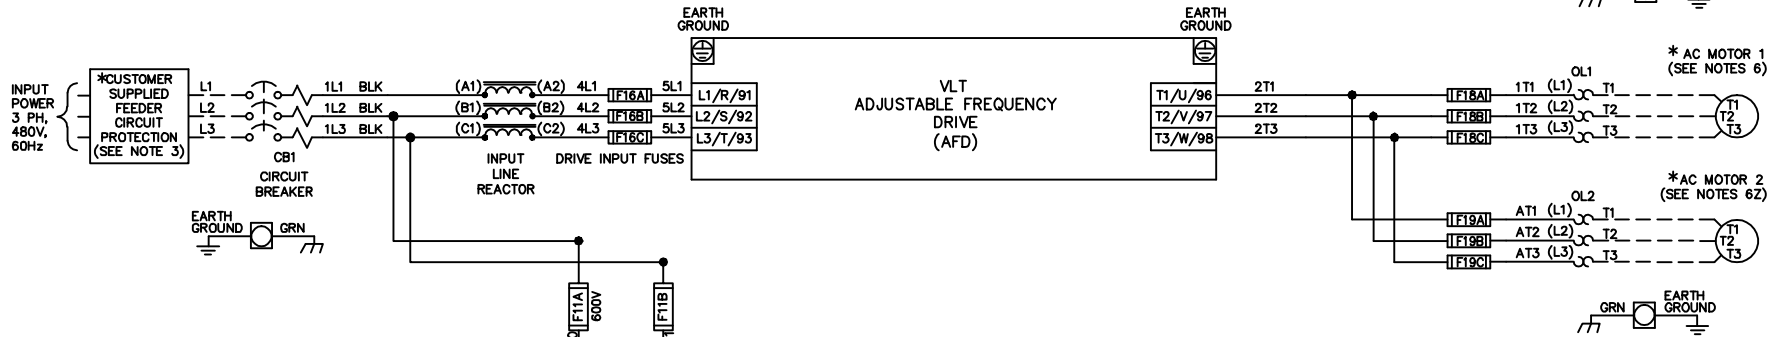 EARTH
GROUND
EARTH
GROUND
INPUT
POWER
3 PH,
480V,
60Hz
*CUSTOMER
SUPPLIED
FEEDER
CIRCUIT
PROTECTION
(SEE NOTE 3)
L1
L2
L3
CB1
CIRCUIT
BREAKER
1L1 BLK
1L2 BLK
1L3 BLK
(A1) (A2) 4L1 F16A 5L1
(B1) (B2) 4L2 F16B 5L2
(C1) (C2) 4L3 F16C 5L3
INPUT
LINE
REACTOR
DRIVE INPUT FUSES
L1/R/91
L2/S/92
L3/T/93
VLT
ADJUSTABLE FREQUENCY
DRIVE
(AFD)
T1/U/96
T2/V/97
T3/W/98
2T1
2T2
2T3
OL1
F18A 1T1 (L1) T1
F18B 1T2 (L2) T2
F18C 1T3 (L3) T3
* AC MOTOR 1
(SEE NOTES 6)
T1
T2
T3
OL2
F19A AT1 (L1) T1
F19B AT2 (L2) T2
F19C AT3 (L3) T3
* AC MOTOR 2
(SEE NOTES 6Z)
T1
T2
T3
EARTH
GROUND
GRN
F11A
600V
F11B
GRN
EARTH
GROUND